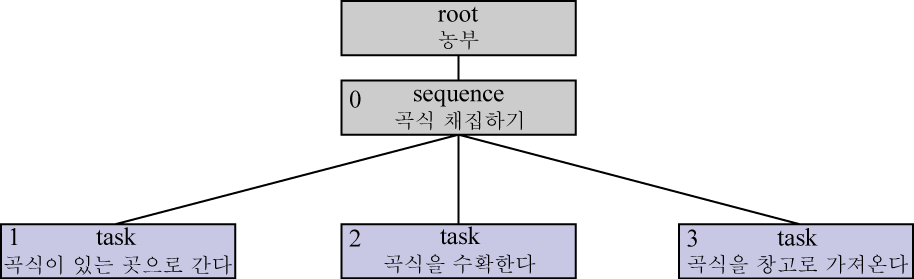 root
농부
0
sequence
곡식 채집하기
1
task
곡식이 있는 곳으로 간다
2
task
곡식을 수확한다
3
task
곡식을 창고로 가져온다